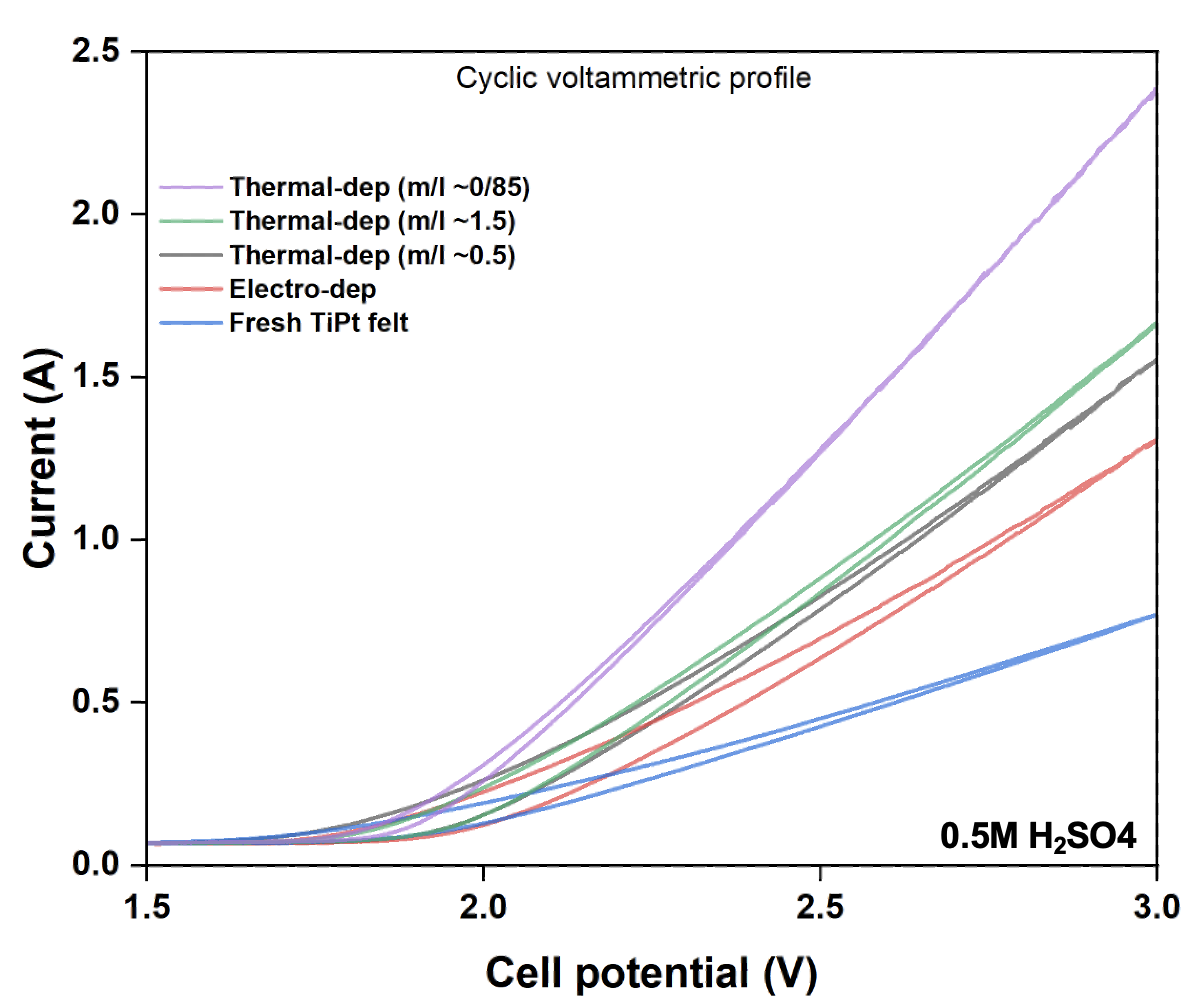 Cyclic voltammetric profile
Thermal-dep (m/l ~0/85)
Thermal-dep (m/l ~1.5)
Thermal-dep (m/l ~0.5)
Electro-dep
Fresh TiPt felt
2.5
2.0
1.5
1.0
0.5
0.0
Current (A)
0.5M H₂SO4
1.5
2.0
2.5
3.0
Cell potential (V)